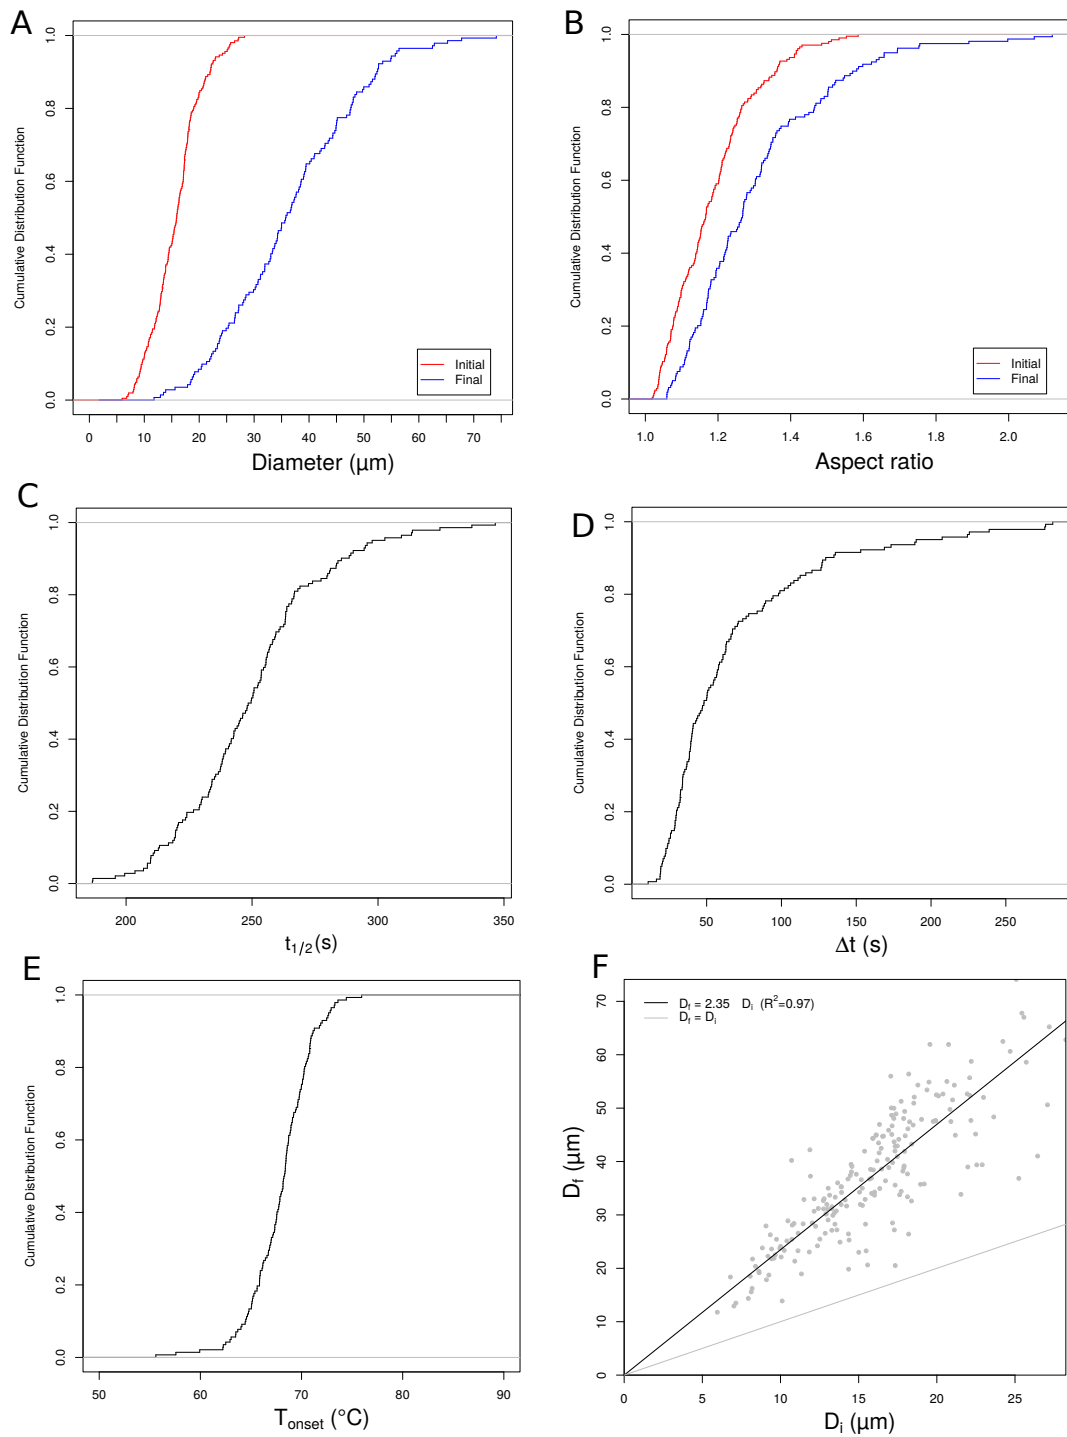 A
Cumulative Distribution Function
0.0 0.2 0.4 0.6 0.8 1.0
Initial
Final
0 10 20 30 40 50 60 70
Diameter (µm)
B
Cumulative Distribution Function
0.0 0.2 0.4 0.6 0.8 1.0
Initial
Final
1.0 1.2 1.4 1.6 1.8 2.0
Aspect ratio
C
Cumulative Distribution Function
0.0 0.2 0.4 0.6 0.8 1.0
200 250 300 350
t1/2(s)
D
Cumulative Distribution Function
0.0 0.2 0.4 0.6 0.8 1.0
50 100 150 200 250
Δt (s)
E
Cumulative Distribution Function
0.0 0.2 0.4 0.6 0.8 1.0
50 60 70 80 90
Tonset (°C)
F
Df (µm)
0 10 20 30 40 50 60 70
Df = 2.35 Di (R²=0.97)
Df = Di
0 5 10 15 20 25
Di (µm)